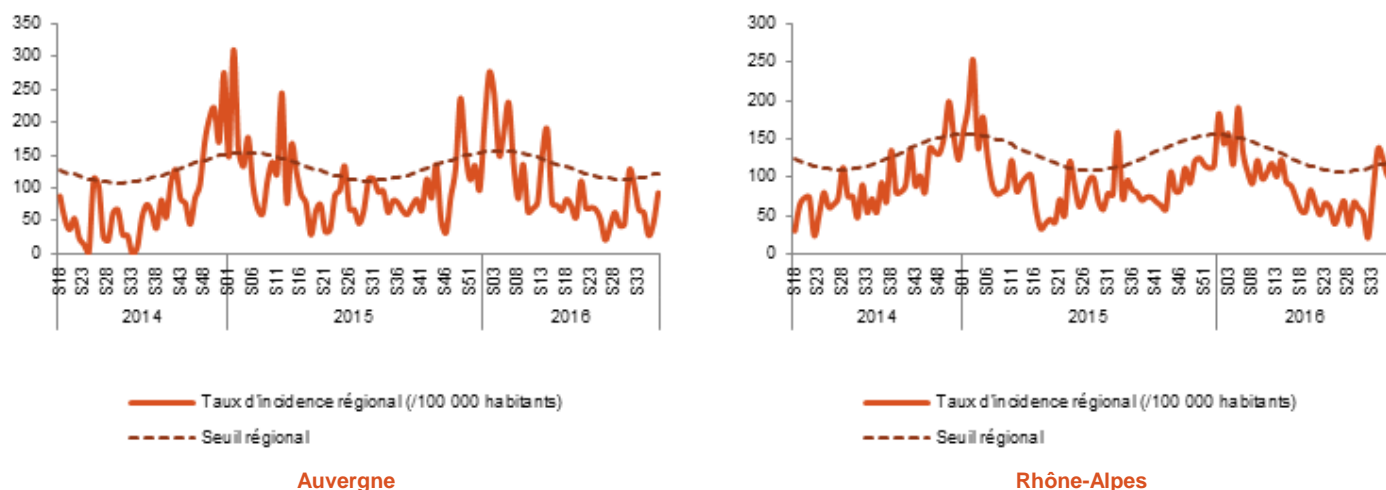 350
300
250
200
150
100
50
0
S18
S23
S28
S33
S38
S43
S48
S01
S06
S11
S16
S21
S26
S31
S36
S41
S46
S51
S03
S08
S13
S18
S23
S28
S33
2014
2015
2016
Taux d'incidence régional (/100 000 habitants)
Seuil régional
Auvergne
300
250
200
150
100
50
0
S18
S23
S28
S33
S38
S43
S48
S01
S06
S11
S16
S21
S26
S31
S36
S41
S46
S51
S03
S08
S13
S18
S23
S28
S33
2014
2015
2016
Taux d'incidence régional (/100 000 habitants)
Seuil régional
Rhône-Alpes